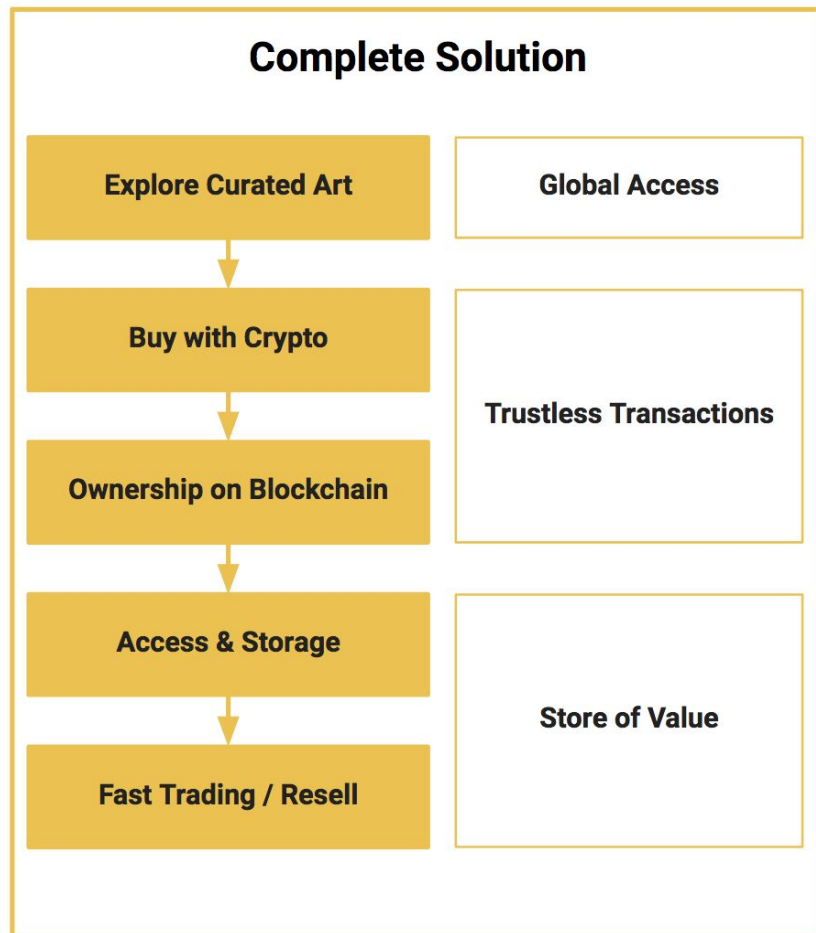 Complete Solution
Explore Curated Art
Global Access
Buy with Crypto
Trustless Transactions
Ownership on Blockchain
Access & Storage
Store of Value
Fast Trading / Resell